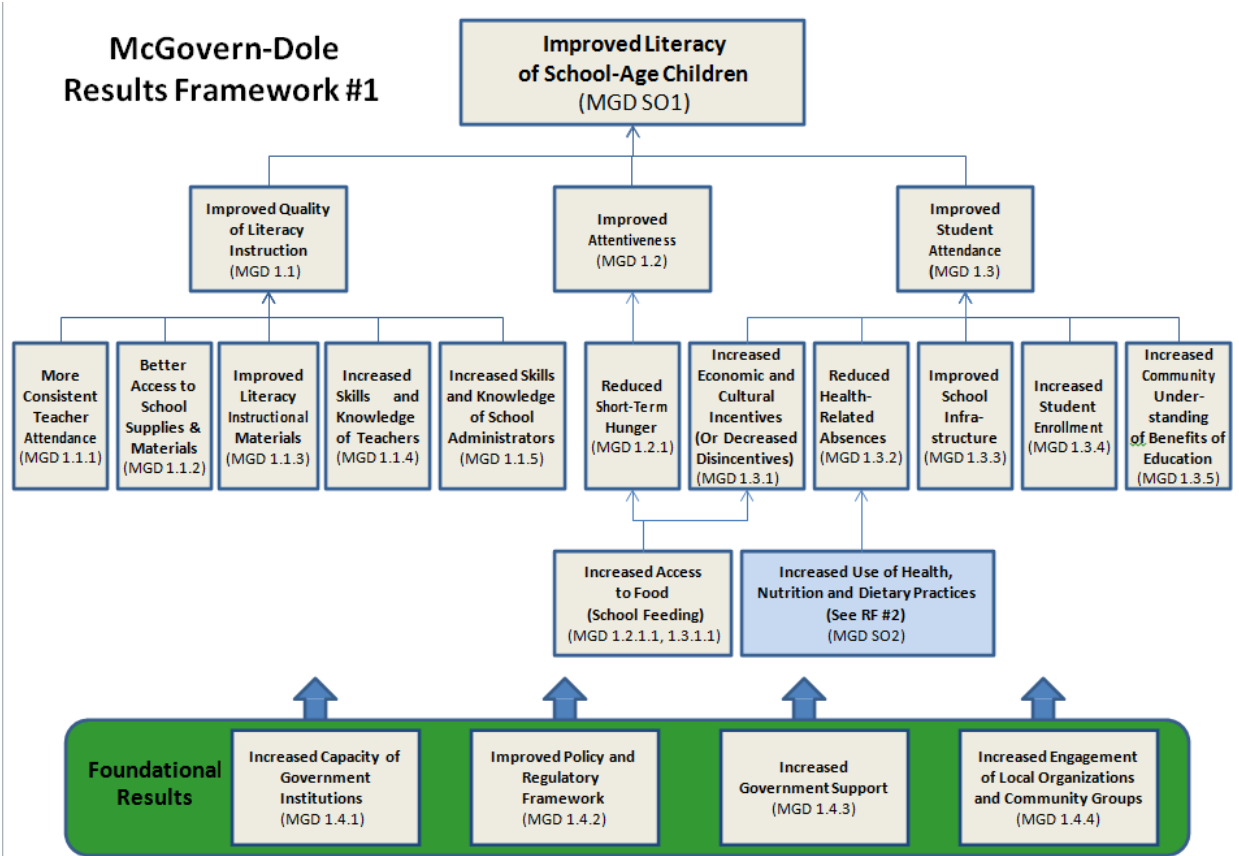 McGovern-Dole
Results Framework #1
Improved Literacy
of School-Age Children
(MGD SO1)
Improved Quality
of Literacy
Instruction
(MGD 1.1)
Improved
Attentiveness
(MGD 1.2)
Improved
Student
Attendance
(MGD 1.3)
More
Consistent
Teacher
Attendance
(MGD 1.1.1)
Better
Access to
School
Supplies &
Materials
(MGD 1.1.2)
Improved
Literacy
Instructional
Materials
(MGD 1.1.3)
Increased
Skills and
Knowledge
of Teachers
(MGD 1.1.4)
Increased Skills
and Knowledge
of School
Administrators
(MGD 1.1.5)
Reduced
Short-Term
Hunger
(MGD 1.2.1)
Increased
Economic and
Cultural
Incentives
(Or Decreased
Disincentives)
(MGD 1.3.1)
Reduced
Health-
Related
Absences
(MGD 1.3.2)
Improved
School
Infra-
structure
(MGD 1.3.3)
Increased
Student
Enrollment
(MGD 1.3.4)
Increased
Community
Under-
standing
of Benefits of
Education
(MGD 1.3.5)
Increased Access
to Food
(School Feeding)
(MGD 1.2.1.1, 1.3.1.1)
Increased Use of Health,
Nutrition and Dietary Practices
(See RF #2)
(MGD SO2)
Foundational
Results
Increased Capacity of
Government
Institutions
(MGD 1.4.1)
Improved Policy and
Regulatory
Framework
(MGD 1.4.2)
Increased
Government Support
(MGD 1.4.3)
Increased Engagement
of Local Organizations
and Community Groups
(MGD 1.4.4)